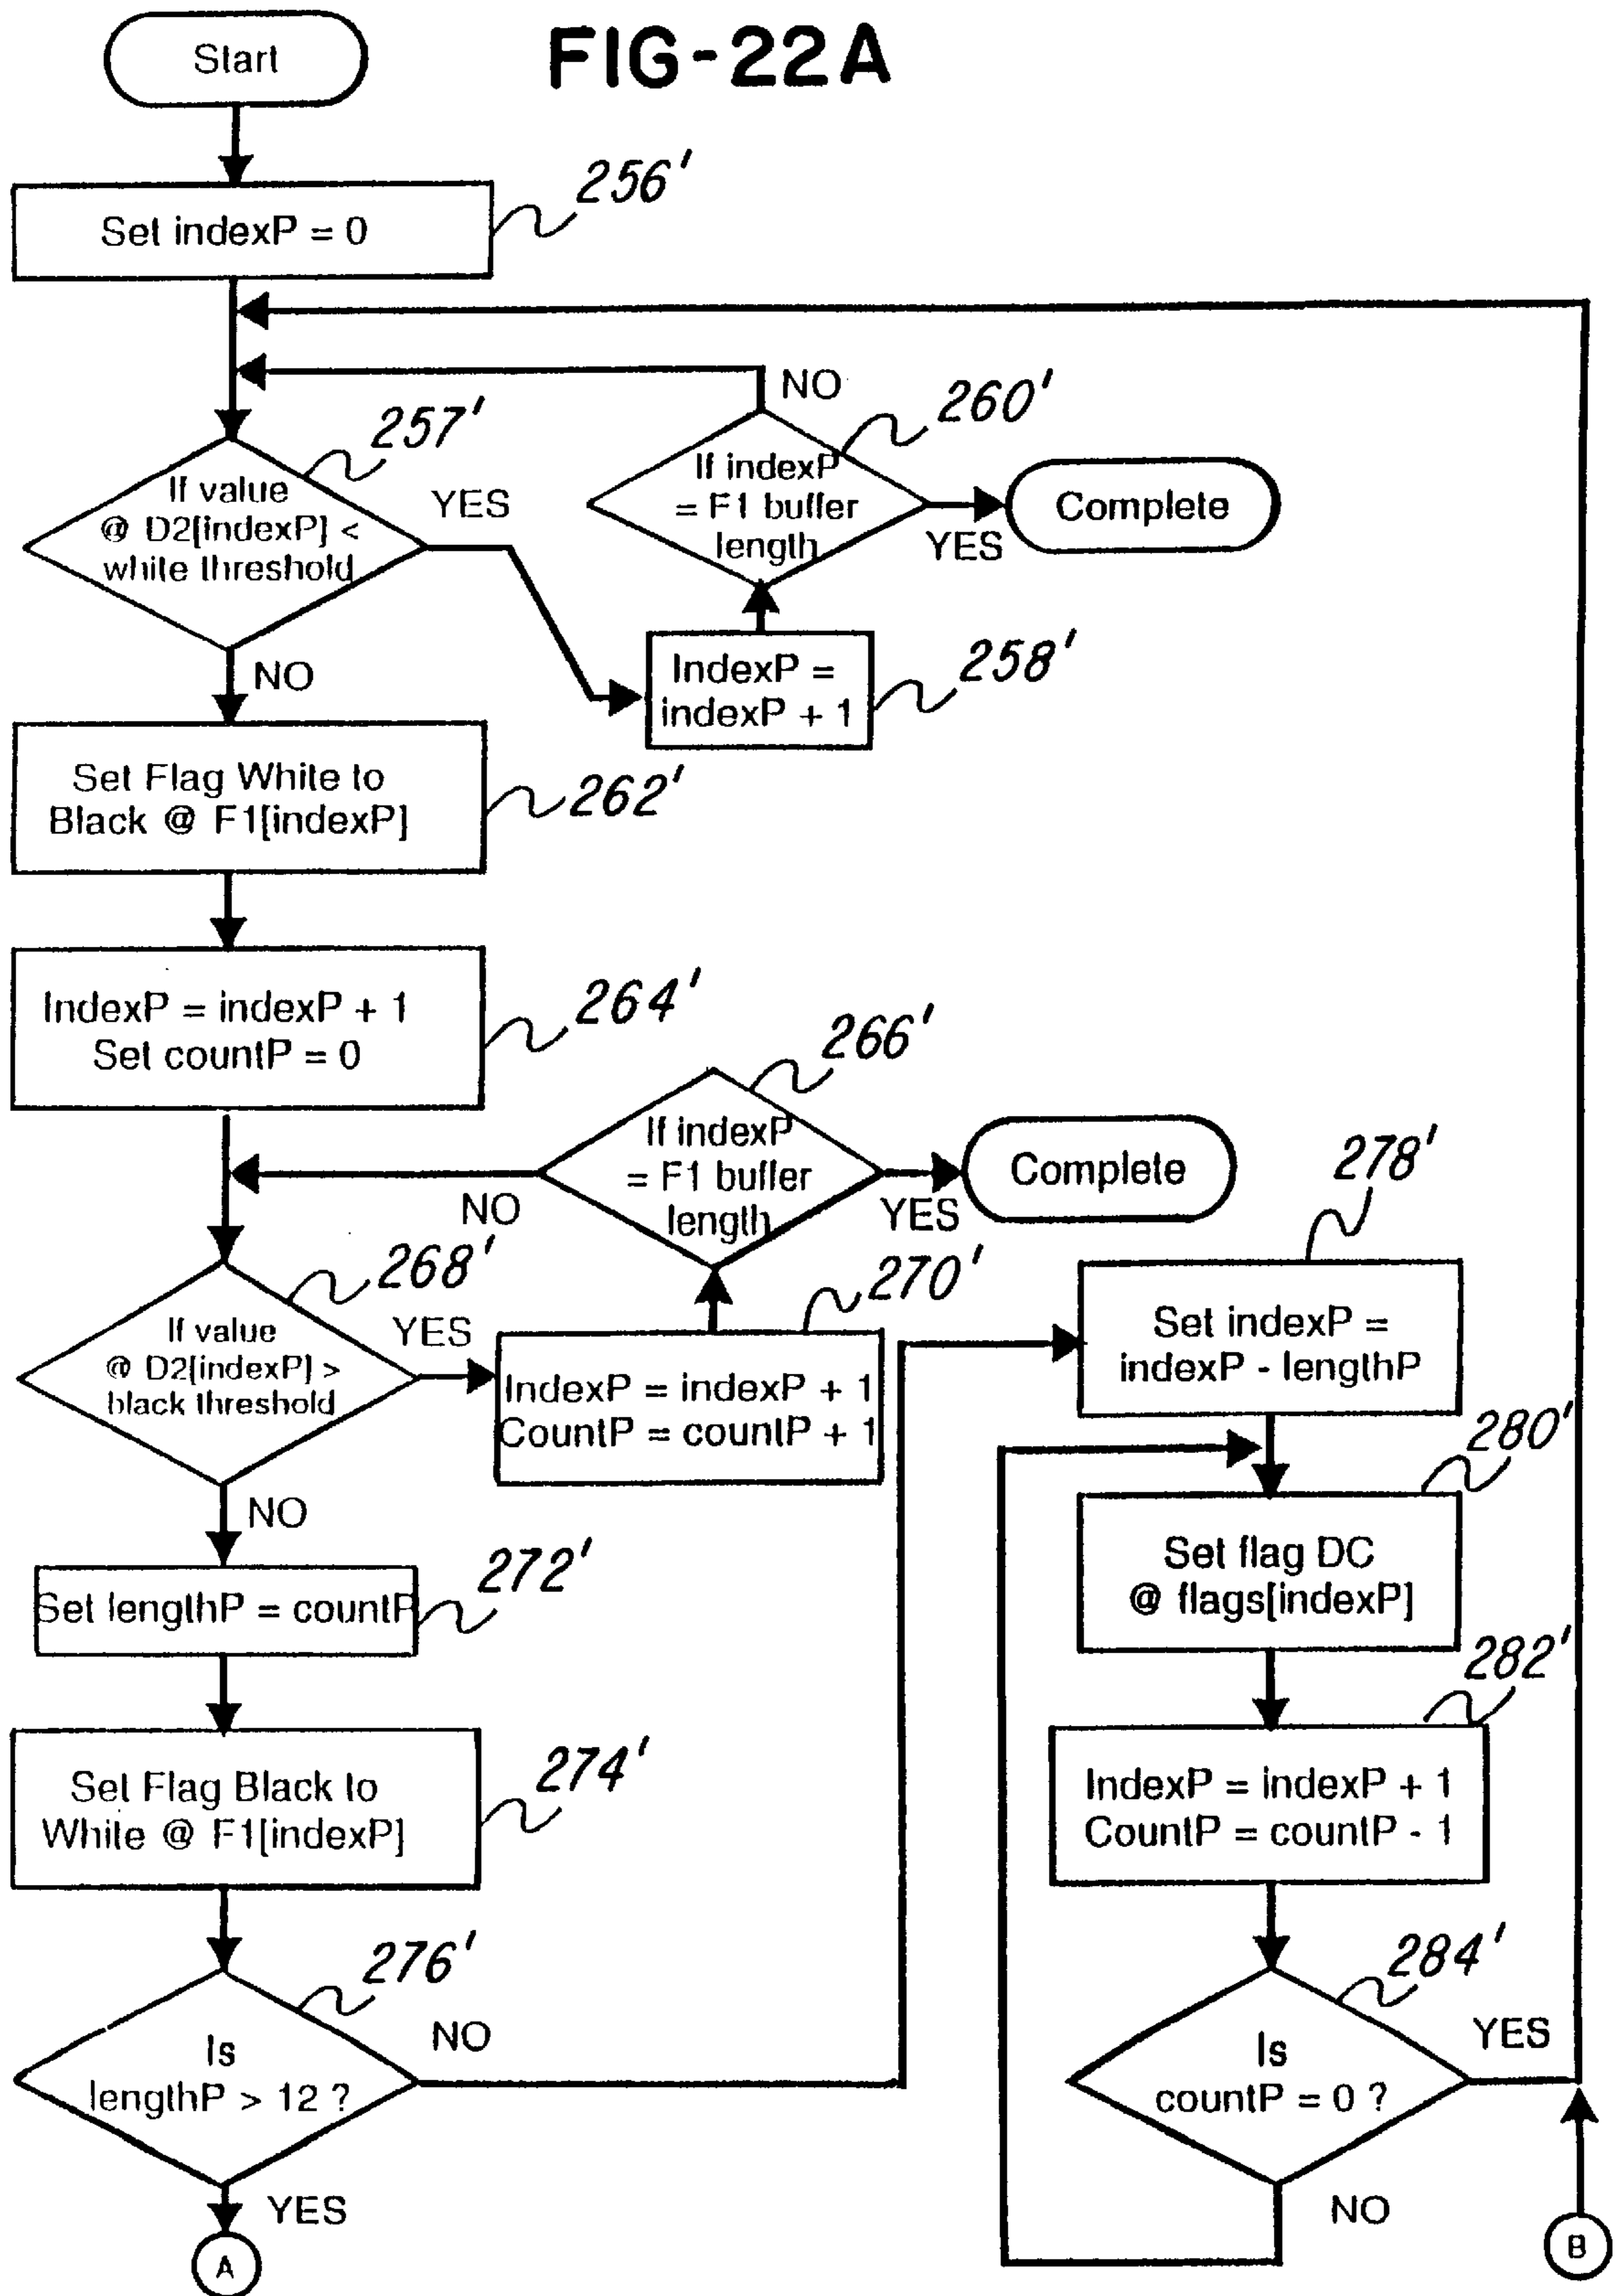 FIG-22A
Start
256'
Set indexP = 0
NO
260'
257'
If value
@ D2[indexP] <
white threshold
YES
If indexP
= F1 buffer
length
YES
Complete
NO
IndexP =
indexP + 1
258'
Set Flag White to
Black @ F1[indexP]
262'
IndexP = indexP + 1
Set countP = 0
264'
266'
If indexP
= F1 buffer
length
NO
YES
Complete
278'
268'
If value
@ D2[indexP] >
black threshold
YES
270'
IndexP = indexP + 1
CountP = countP + 1
Set indexP =
indexP - lengthP
280'
NO
Set lengthP = countP
272'
Set flag DC
@ flags[indexP]
282'
Set Flag Black to
White @ F1[indexP]
274'
IndexP = indexP + 1
CountP = countP - 1
276'
284'
Is
lengthP > 12 ?
NO
Is
countP = 0 ?
YES
YES
NO
A
B